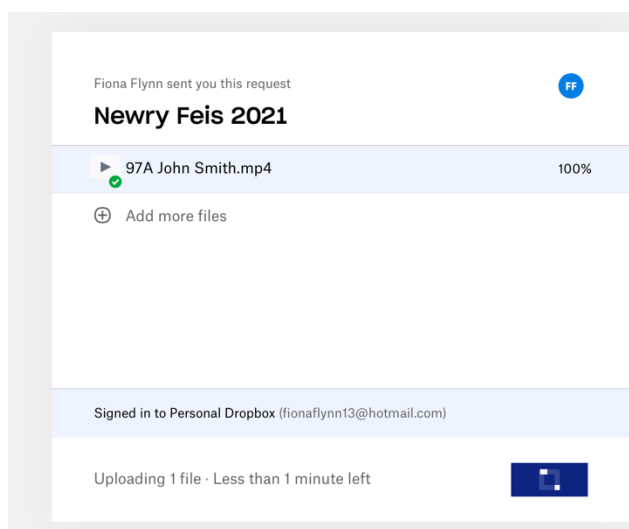 Fiona Flynn sent you this request
FF
Newry Feis 2021
97A John Smith.mp4 100%
Add more files
Signed in to Personal Dropbox (fionaflynn13@hotmail.com)
Uploading 1 file · Less than 1 minute left